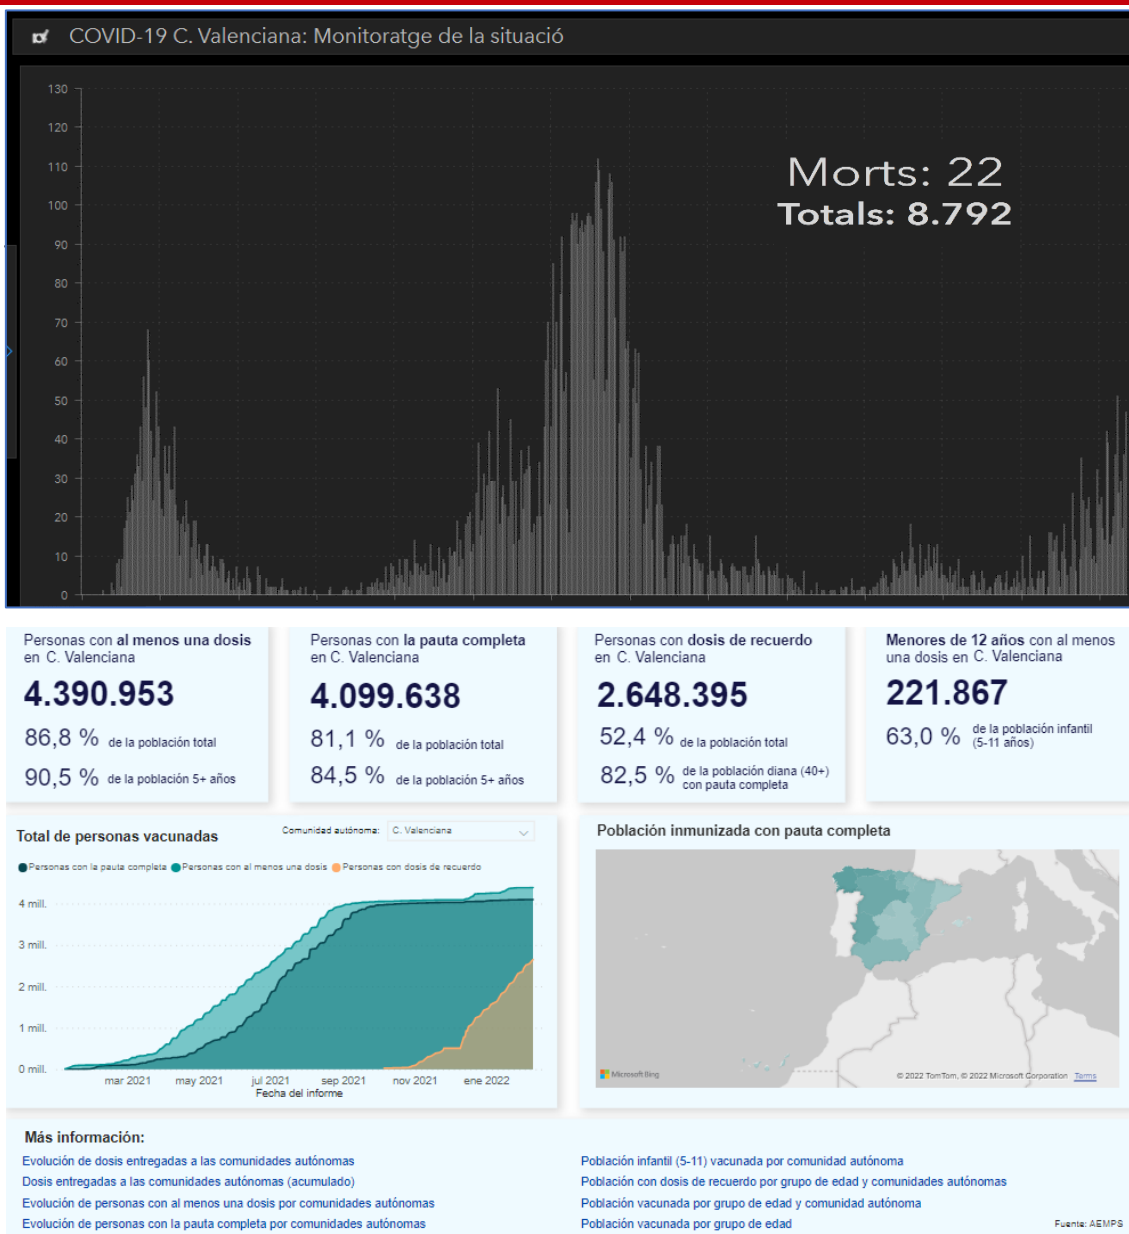 COVID-19 C. Valenciana: Monitoratge de la situació
130
120
110
100
90
80
70
60
50
40
30
20
10
0
Morts: 22
Totals: 8.792
Personas con al menos una dosis
en C. Valenciana
4.390.953
86,8 % de la población total
90,5 % de la población 5+ años
Personas con la pauta completa
en C. Valenciana
4.099.638
81,1 % de la población total
84,5 % de la población 5+ años
Personas con dosis de recuerdo
en C. Valenciana
2.648.395
52,4 % de la población total
82,5 % de la población diana (40+)
con pauta completa
Menores de 12 años con al menos
una dosis en C. Valenciana
221.867
63,0 % de la población infantil
(5-11 años)
Total de personas vacunadas
Comunidad autónoma: C. Valenciana
Personas con la pauta completa Personas con al menos una dosis Personas con dosis de recuerdo
4 mill.
3 mill.
2 mill.
1 mill.
0 mill.
mar 2021 may 2021 jul 2021 sep 2021 nov 2021 ene 2022
Fecha del informe
Población inmunizada con pauta completa
Microsoft Bing
© 2022 TomTom, © 2022 Microsoft Corporation Terms
Más información:
Evolución de dosis entregadas a las comunidades autónomas
Dosis entregadas a las comunidades autónomas (acumulado)
Evolución de personas con al menos una dosis por comunidades autónomas
Evolución de personas con la pauta completa por comunidades autónomas
Población infantil (5-11) vacunada por comunidad autónoma
Población con dosis de recuerdo por grupo de edad y comunidades autónomas
Población vacunada por grupo de edad y comunidad autónoma
Población vacunada por grupo de edad
Fuente: AEMPS